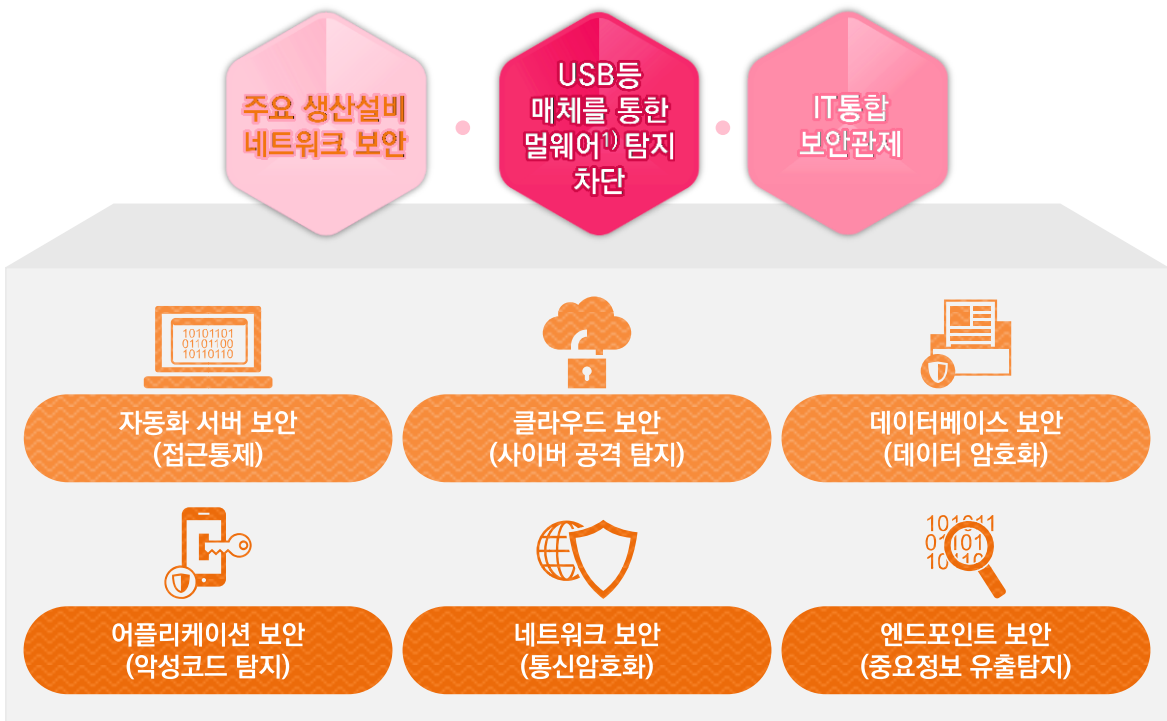 주요 생산설비
네트워크 보안
USB등
매체를 통한
멀웨어1) 탐지
차단
IT통합
보안관제
10101101
01101100
10110110
자동화 서버 보안
(접근통제)
클라우드 보안
(사이버 공격 탐지)
데이터베이스 보안
(데이터 암호화)
어플리케이션 보안
(악성코드 탐지)
네트워크 보안
(통신암호화)
101
엔드포인트 보안
(중요정보 유출탐지)